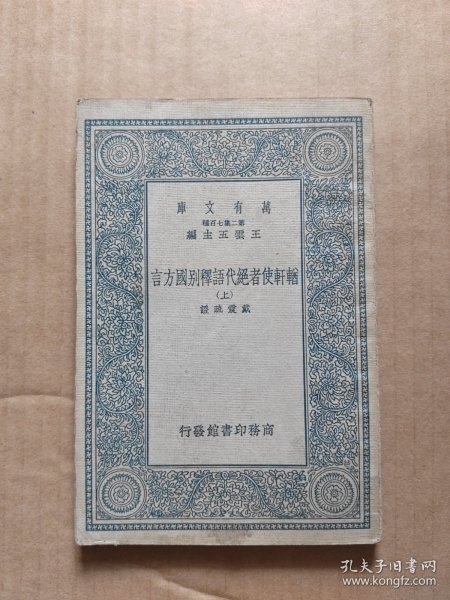 萬有文庫
第二集七百種
王雲五主編
輶軒使者絕代語釋別國方言
(上)
戴震疏證
商務印書館發行
孔夫子旧书网
www.kongfz.com